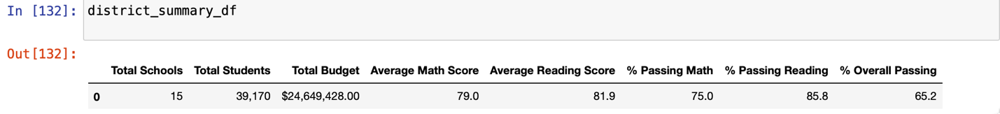 In [132]: district_summary_df
Out[132]:
Total Schools Total Students Total Budget Average Math Score Average Reading Score % Passing Math % Passing Reading % Overall Passing
0 15 39,170 $24,649,428.00 79.0 81.9 75.0 85.8 65.2